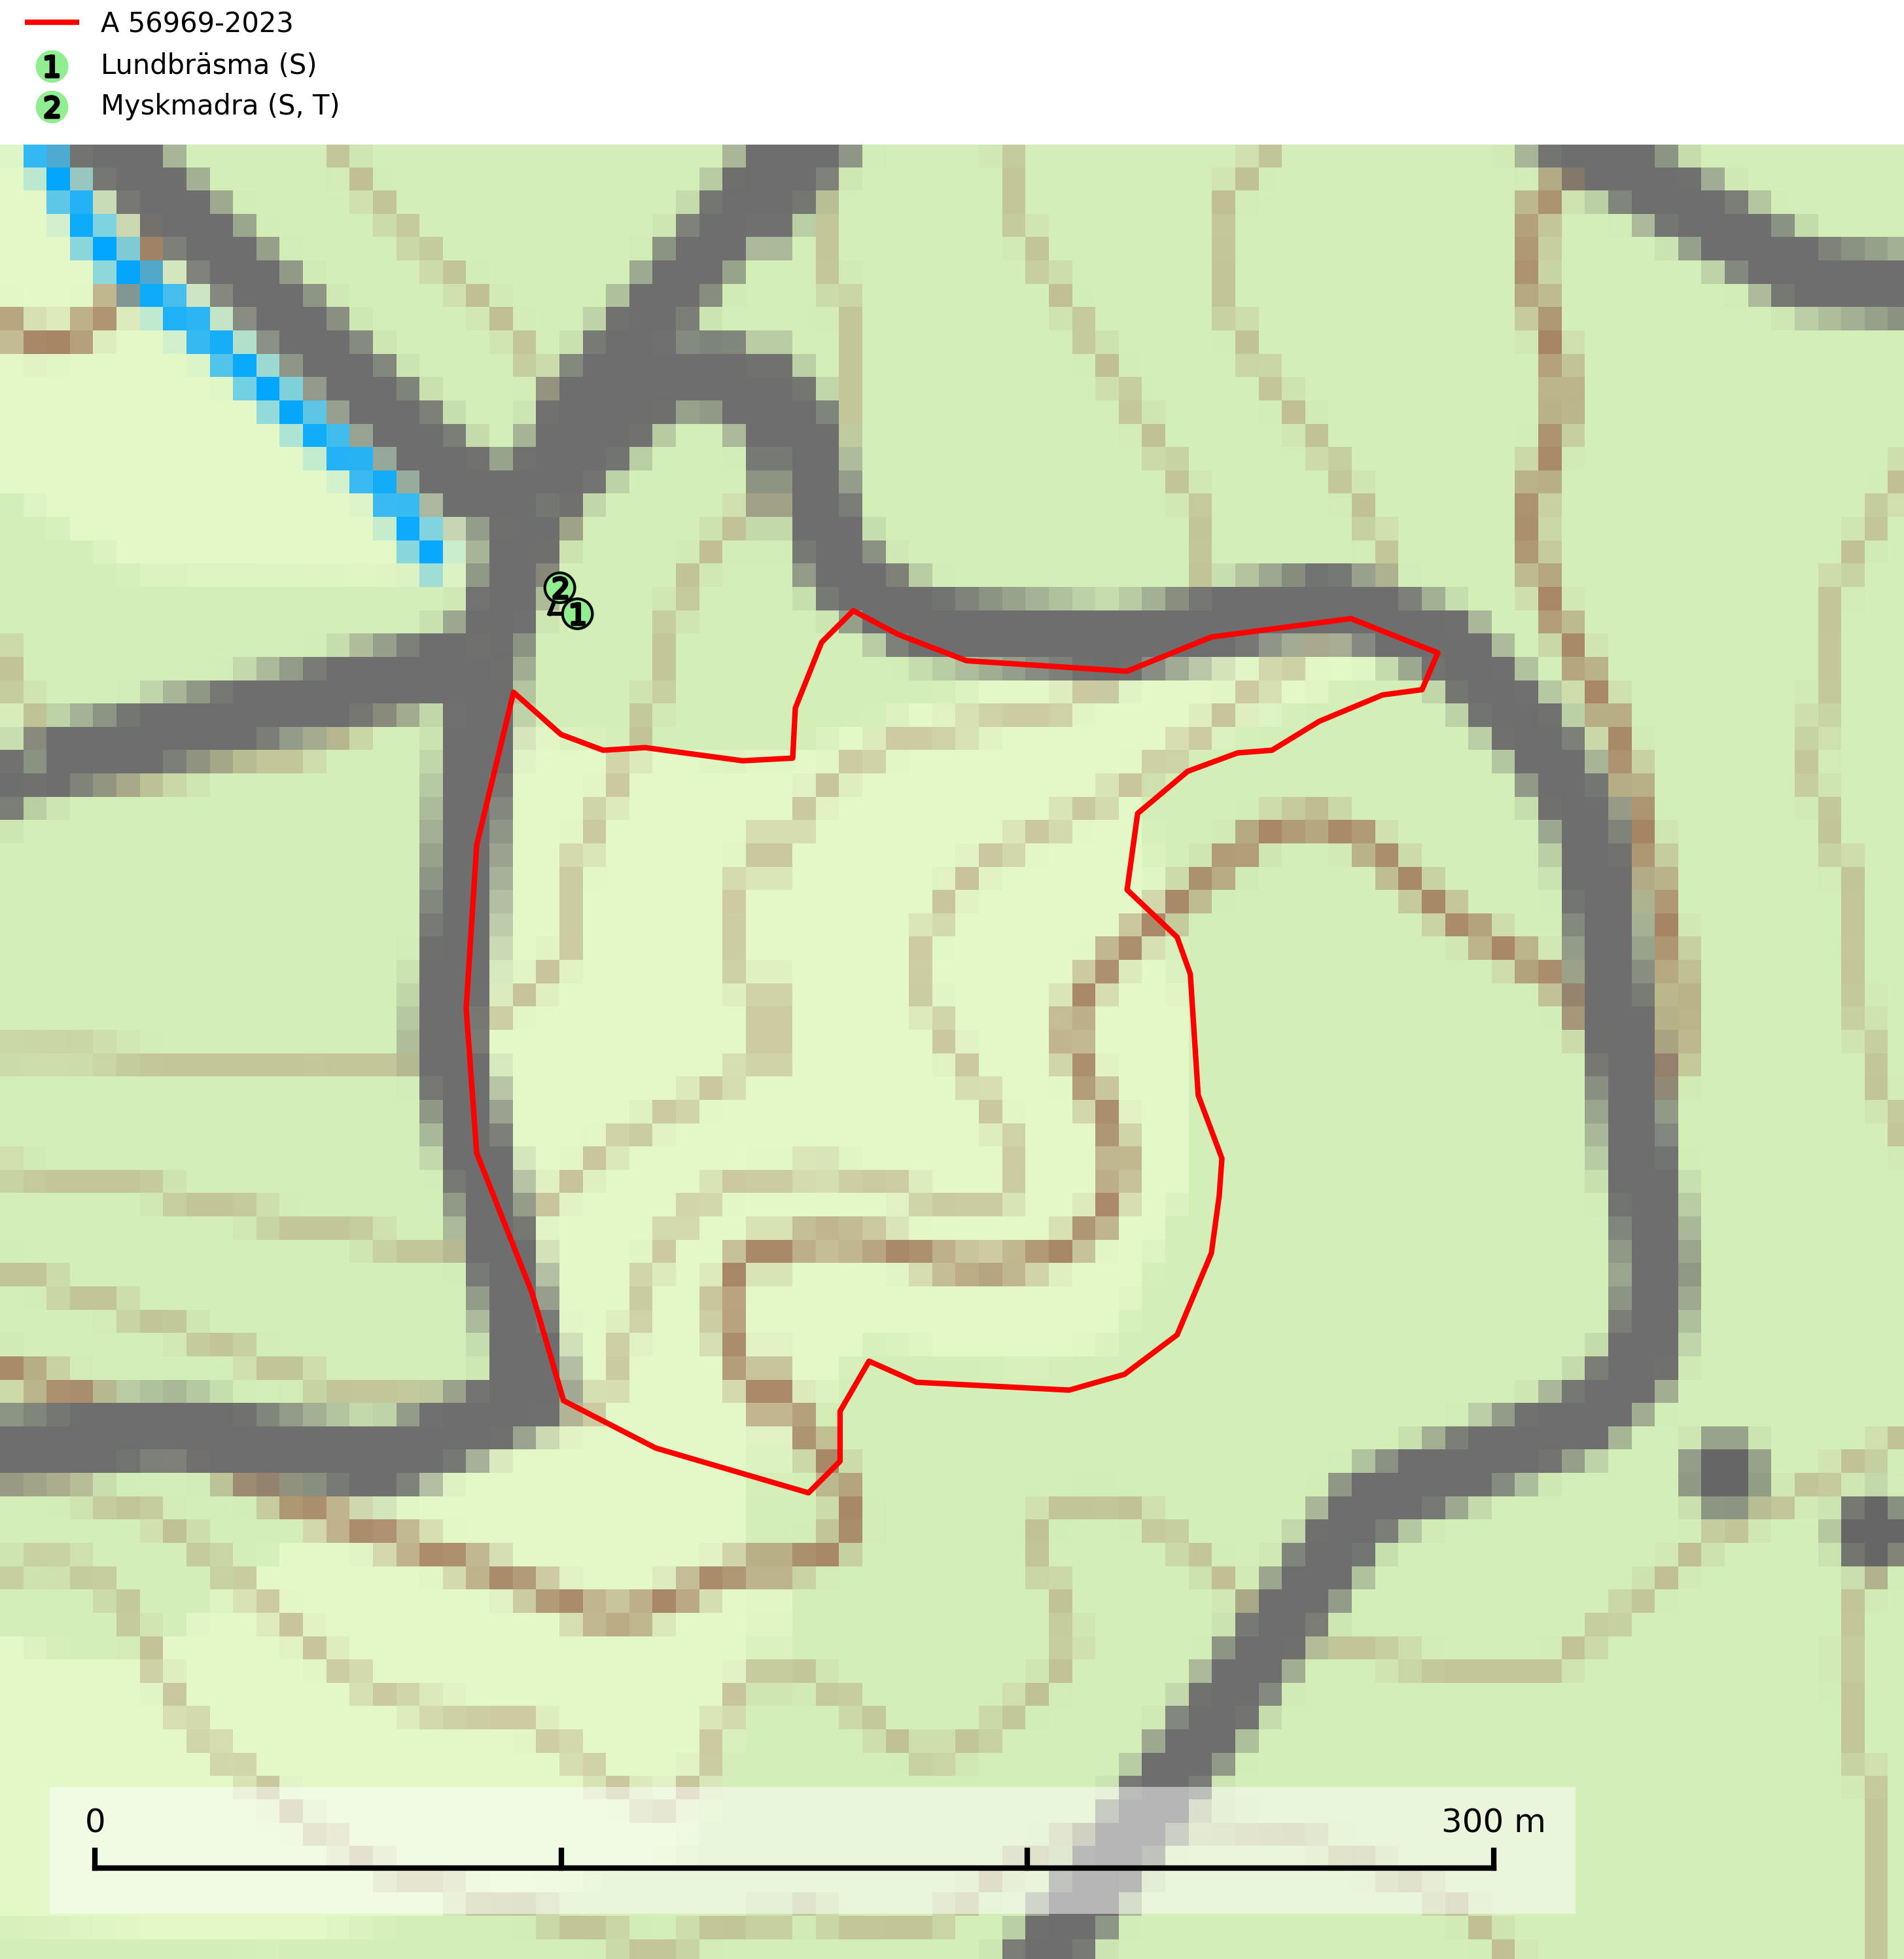 A 56969-2023
1 Lundbräsma (S)
2 Myskmadra (S, T)
2
1
0 300 m